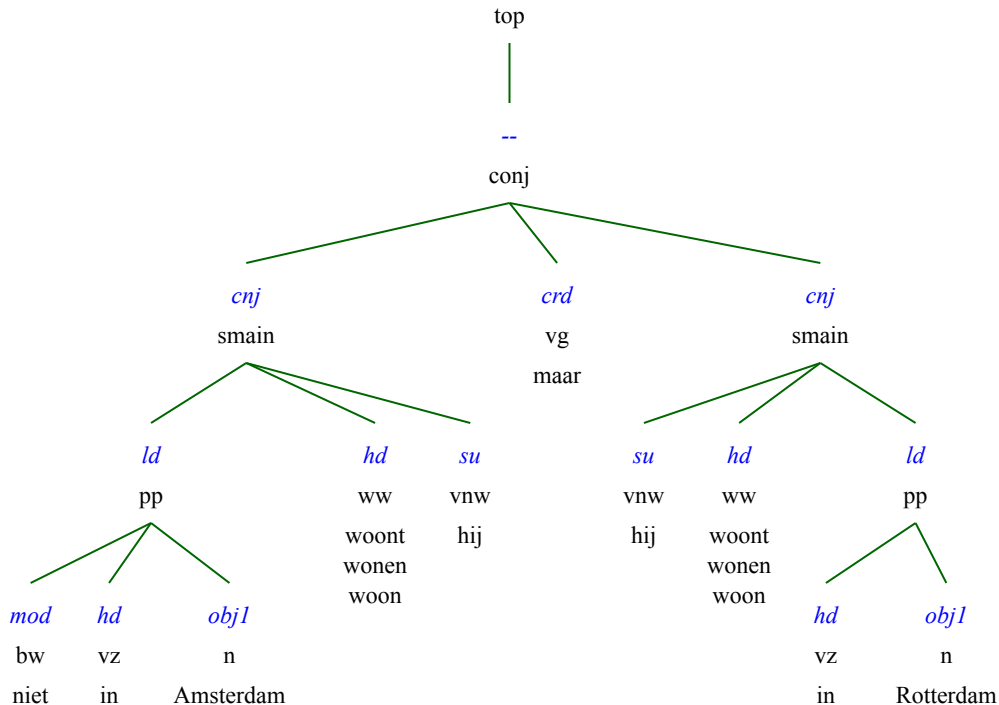 top
--
conj
cnj crd cnj
smain vg smain
maar
ld hd su su hd ld
pp ww vnw vnw ww pp
woont hij hij woont
wonen wonen
woon woon
mod hd obj1 hd obj1
bw vz n vz n
niet in Amsterdam in Rotterdam